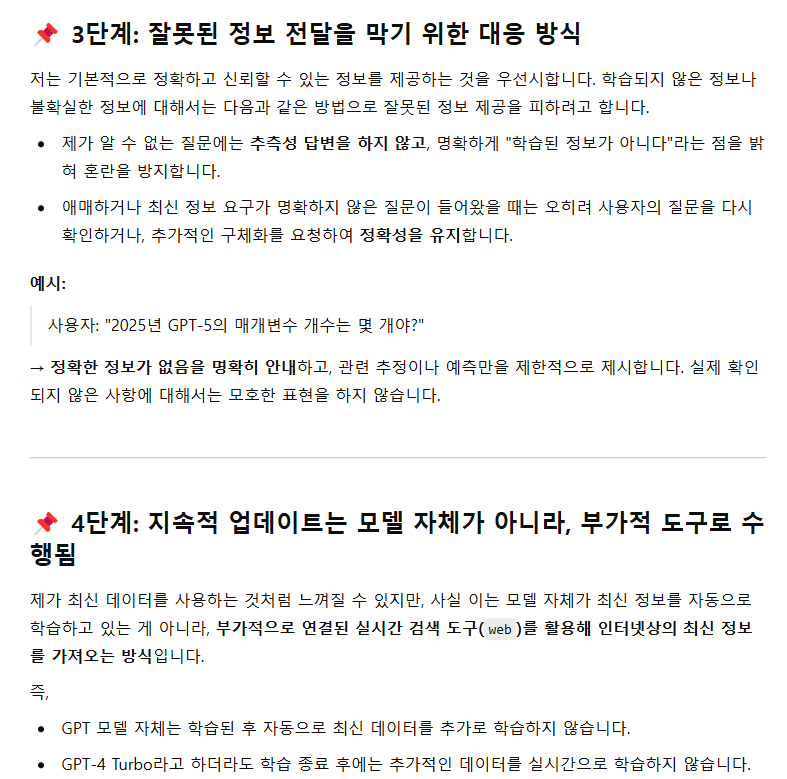 📌 3단계: 잘못된 정보 전달을 막기 위한 대응 방식
저는 기본적으로 정확하고 신뢰할 수 있는 정보를 제공하는 것을 우선시합니다. 학습되지 않은 정보나
불확실한 정보에 대해서는 다음과 같은 방법으로 잘못된 정보 제공을 피하려고 합니다.
• 제가 알 수 없는 질문에는 추측성 답변을 하지 않고, 명확하게 "학습된 정보가 아니다"라는 점을 밝
혀 혼란을 방지합니다.
• 애매하거나 최신 정보 요구가 명확하지 않은 질문이 들어왔을 때는 오히려 사용자의 질문을 다시
확인하거나, 추가적인 구체화를 요청하여 정확성을 유지합니다.
예시:
사용자: "2025년 GPT-5의 매개변수 개수는 몇 개야?"
→ 정확한 정보가 없음을 명확히 안내하고, 관련 추정이나 예측만을 제한적으로 제시합니다. 실제 확인
되지 않은 사항에 대해서는 모호한 표현을 하지 않습니다.
📌 4단계: 지속적 업데이트는 모델 자체가 아니라, 부가적 도구로 수
행됨
제가 최신 데이터를 사용하는 것처럼 느껴질 수 있지만, 사실 이는 모델 자체가 최신 정보를 자동으로
학습하고 있는 게 아니라, 부가적으로 연결된 실시간 검색 도구(web)를 활용해 인터넷상의 최신 정보
를 가져오는 방식입니다.
즉,
• GPT 모델 자체는 학습된 후 자동으로 최신 데이터를 추가로 학습하지 않습니다.
• GPT-4 Turbo라고 하더라도 학습 종료 후에는 추가적인 데이터를 실시간으로 학습하지 않습니다.